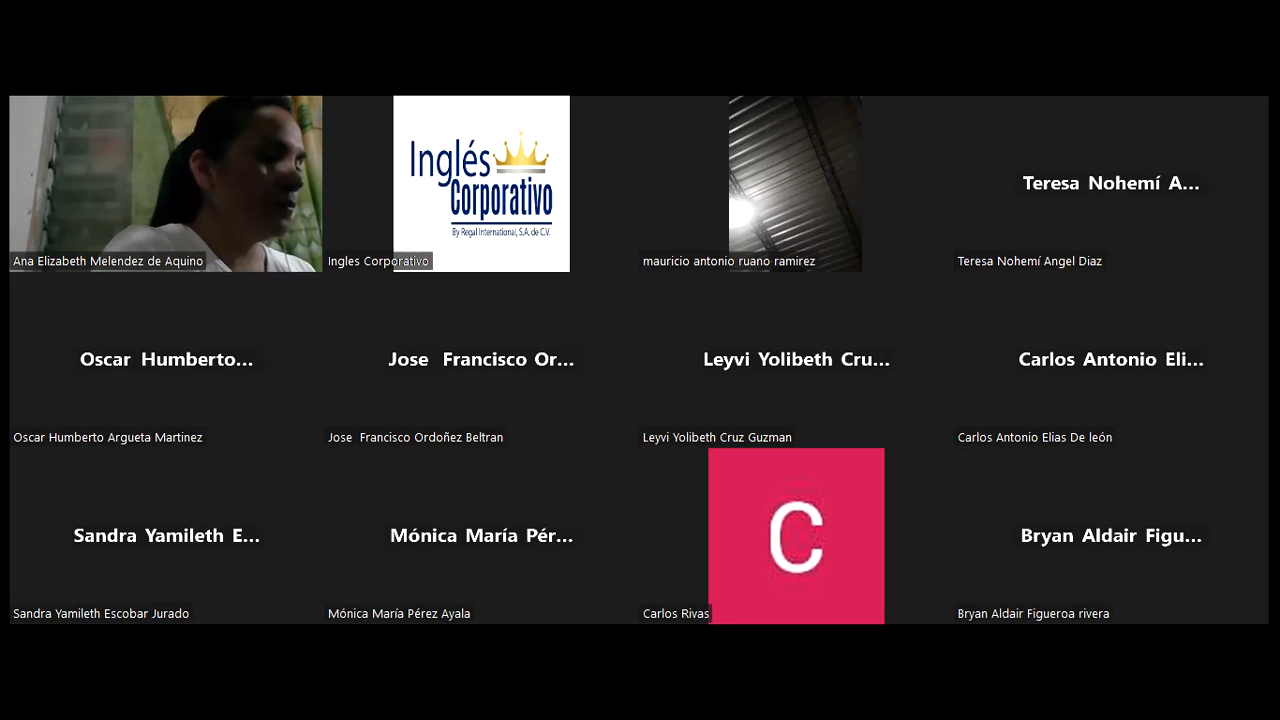 Inglés
Corporativo
By Regal International, S.A. de C.V.
Teresa Nohemí A...
Ana Elizabeth Melendez de Aquino
Ingles Corporativo
mauricio antonio ruano ramirez
Teresa Nohemí Angel Diaz
Oscar Humberto...
Jose Francisco Or...
Leyvi Yolibeth Cru...
Carlos Antonio Eli...
Oscar Humberto Argueta Martinez
Jose Francisco Ordoñez Beltran
Leyvi Yolibeth Cruz Guzman
Carlos Antonio Elias De león
Sandra Yamileth E...
Mónica María Pér...
C
Bryan Aldair Figu...
Sandra Yamileth Escobar Jurado
Mónica María Pérez Ayala
Carlos Rivas
Bryan Aldair Figueroa rivera